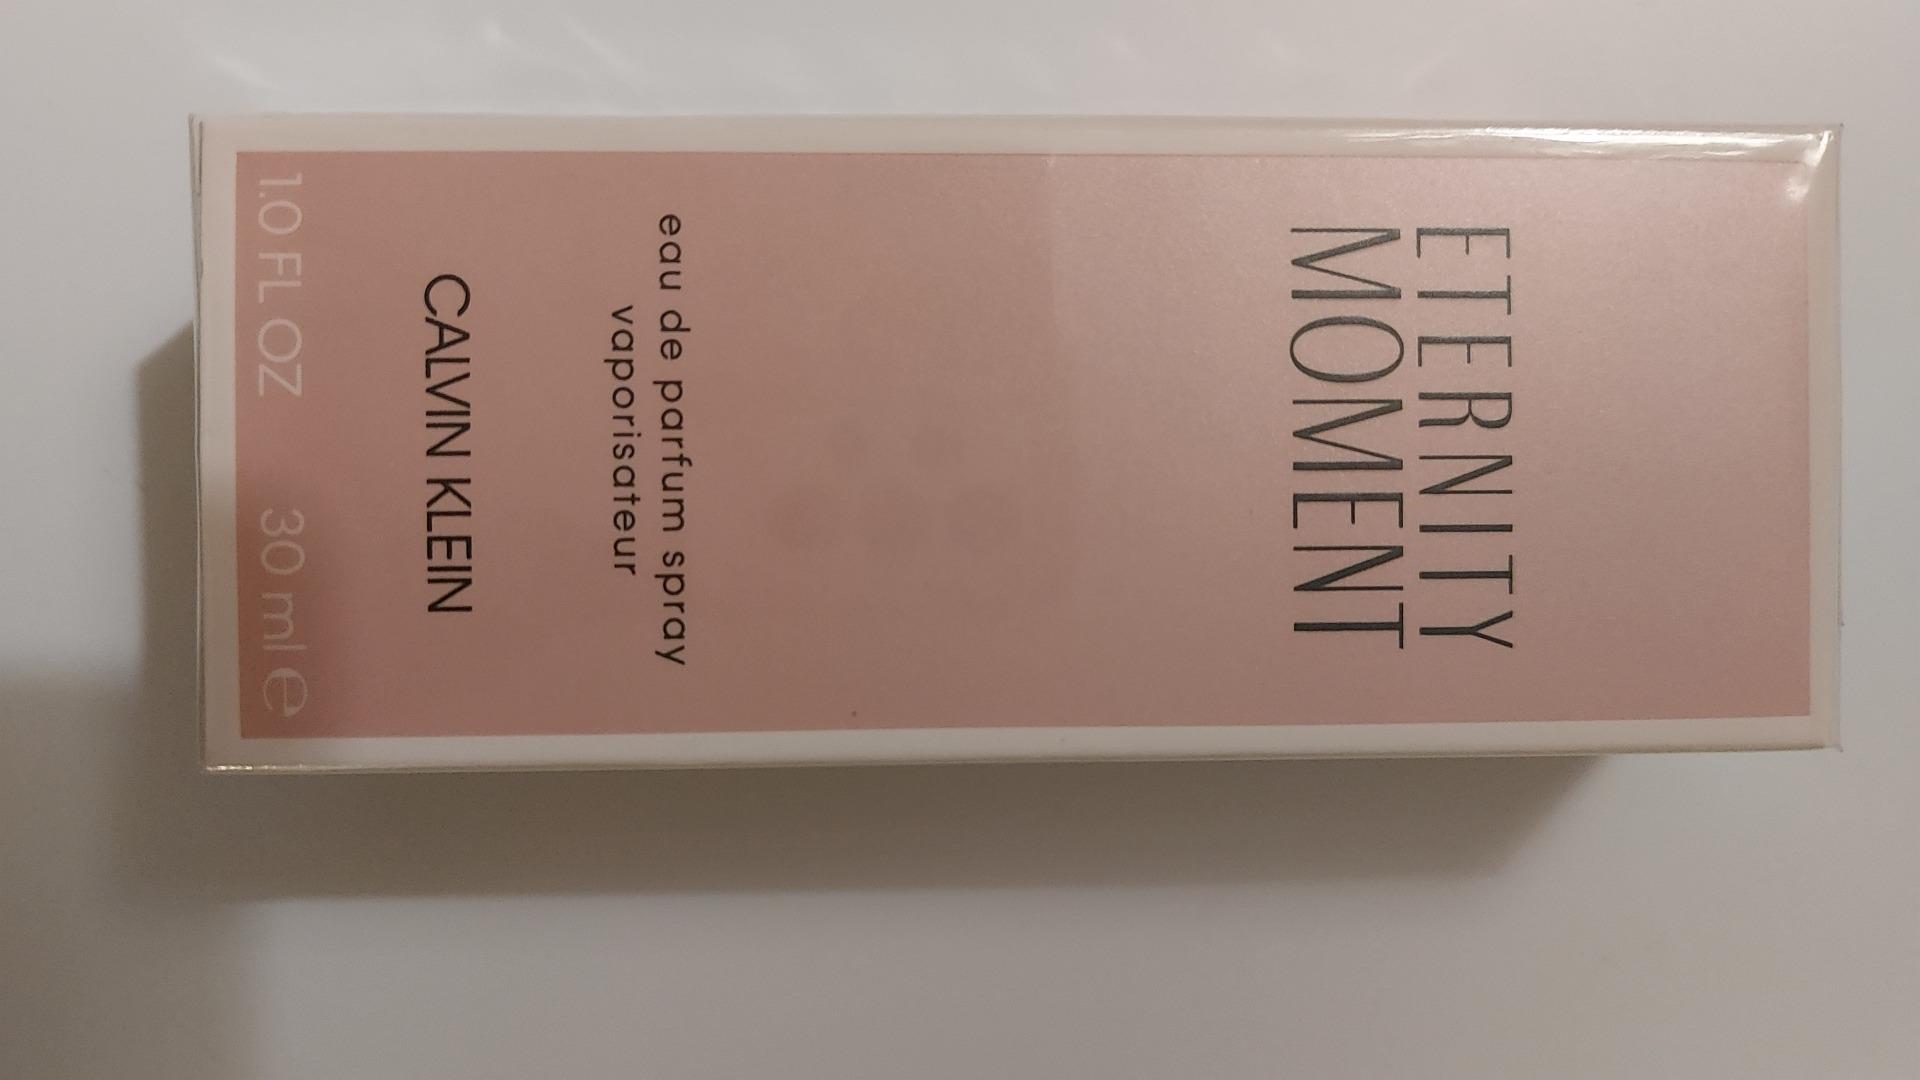 ETERNITY
MOMENT
eau de parfum spray
vaporisateur
CALVIN KLEIN
1.0 FL OZ 30 ml e